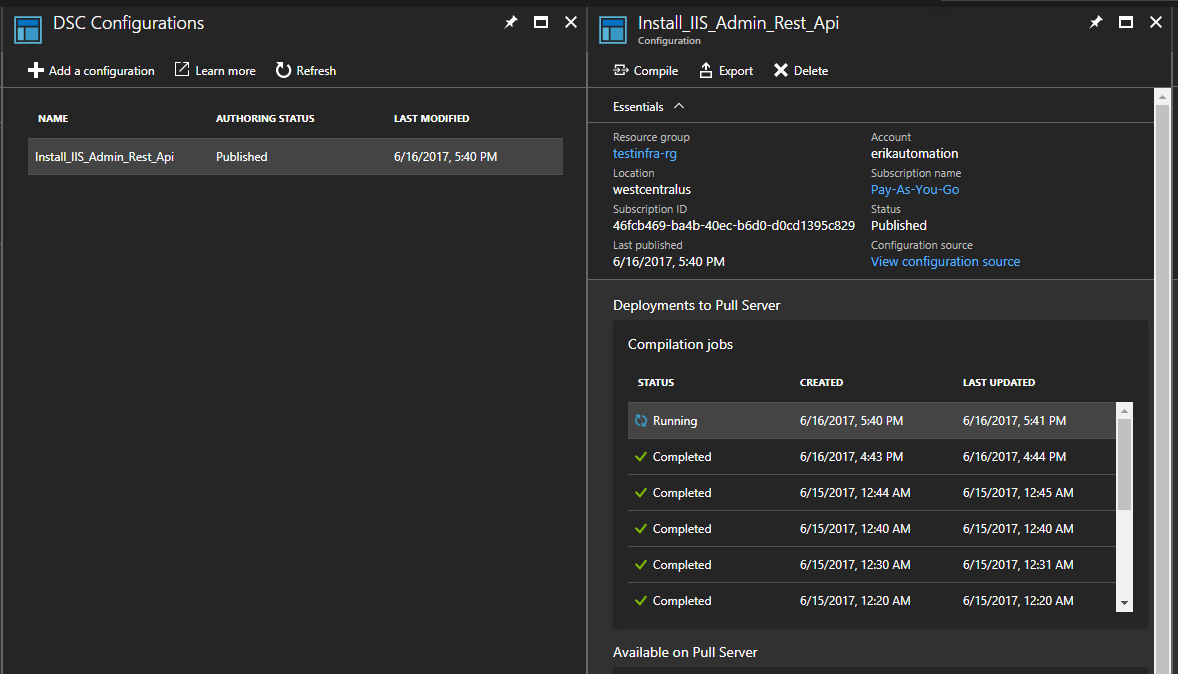 DSC Configurations
Add a configuration Learn more Refresh
NAME AUTHORING STATUS LAST MODIFIED
Install_IIS_Admin_Rest_Api Published 6/16/2017, 5:40 PM
Install_IIS_Admin_Rest_Api
Configuration
Compile Export Delete
Essentials
Resource group Account
testinfra-rg erikautomation
Location Subscription name
westcentralus Pay-As-You-Go
Subscription ID Status
46fcb469-ba4b-40ec-b6d0-d0cd1395c829 Published
Last published Configuration source
6/16/2017, 5:40 PM View configuration source
Deployments to Pull Server
Compilation jobs
STATUS CREATED LAST UPDATED
Running 6/16/2017, 5:40 PM 6/16/2017, 5:41 PM
Completed 6/16/2017, 4:43 PM 6/16/2017, 4:44 PM
Completed 6/15/2017, 12:44 AM 6/15/2017, 12:45 AM
Completed 6/15/2017, 12:40 AM 6/15/2017, 12:40 AM
Completed 6/15/2017, 12:30 AM 6/15/2017, 12:31 AM
Completed 6/15/2017, 12:20 AM 6/15/2017, 12:20 AM
Available on Pull Server